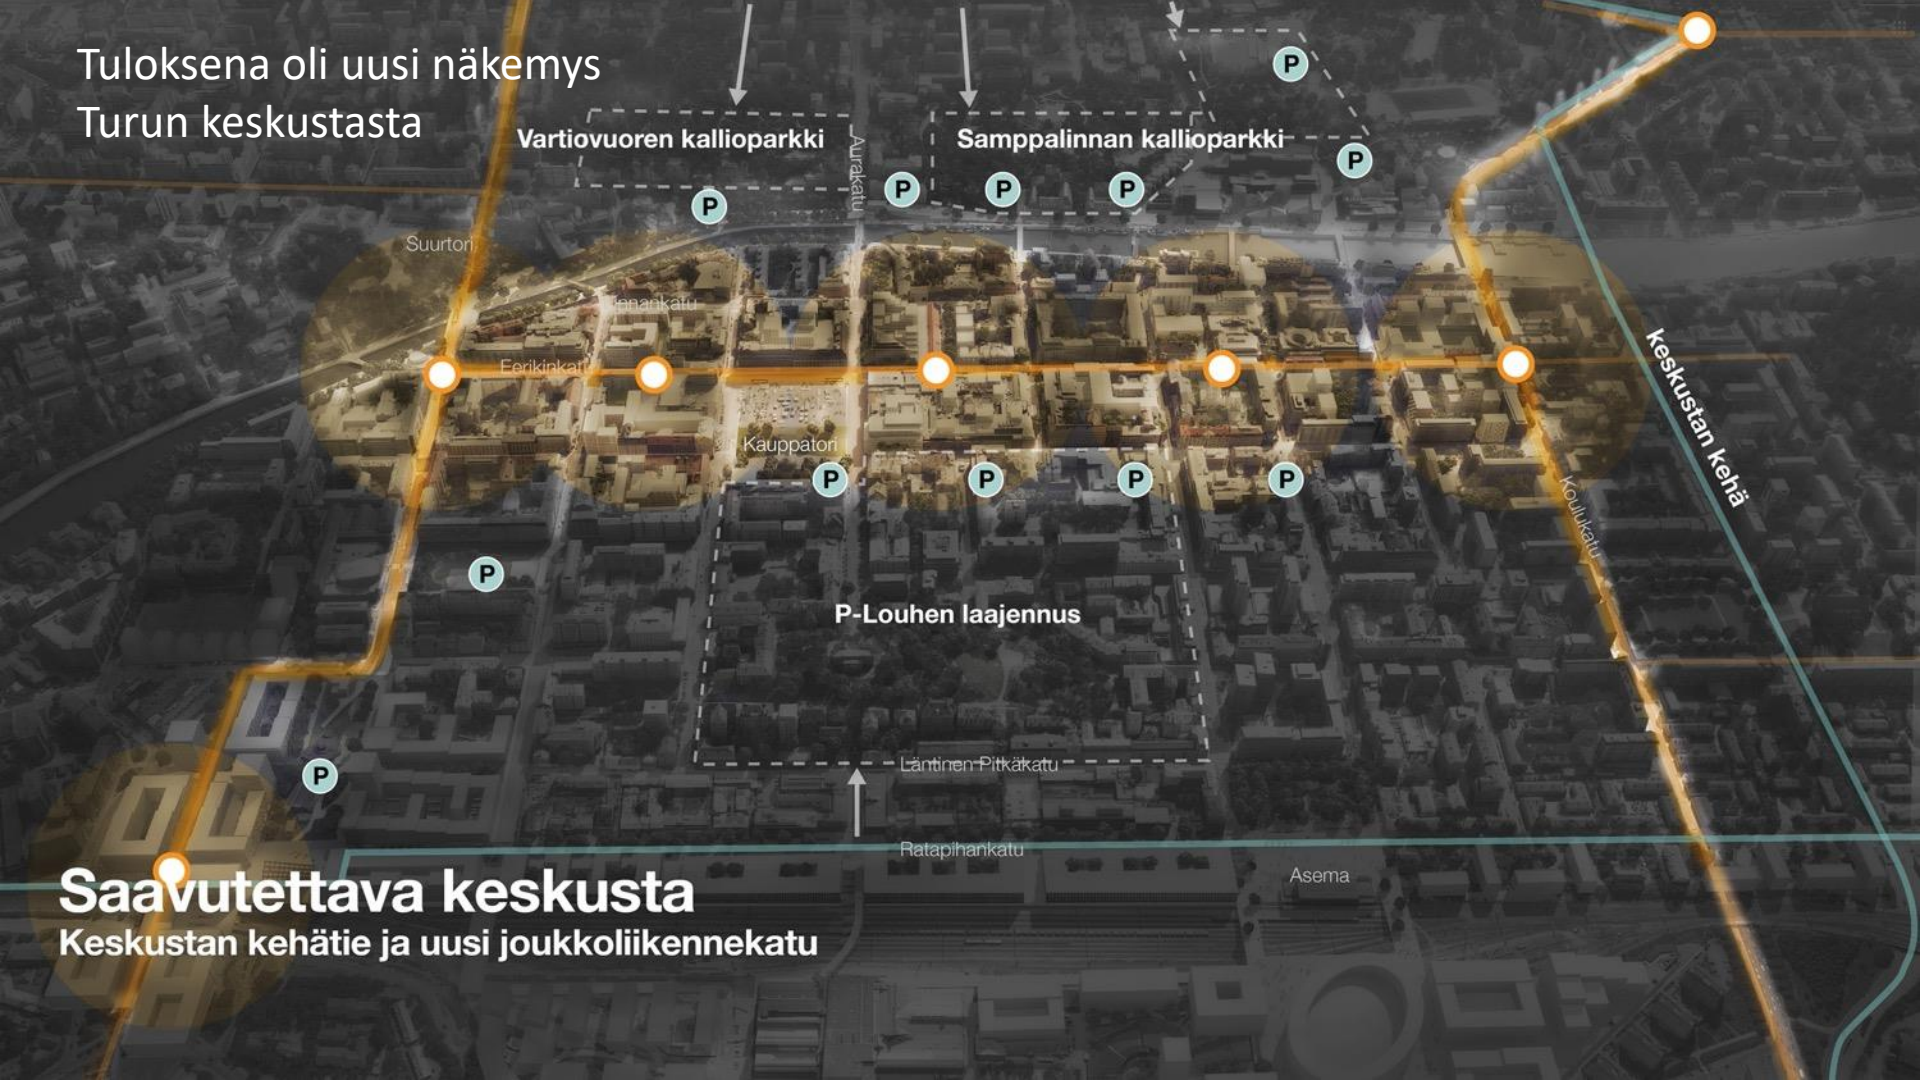 Tuloksena oli uusi näkemys
Turun keskustasta
P
Vartiovuoren kallioparkki
Samppalinnan kallioparkki
Aurakatu
P
P
P
P
P
Suurtori
Eerikinkatu
keskustan kehä
Kauppatori
P
P
P
P
Koulukatu
P
P-Louhen laajennus
Läntinen Pitkäkatu
P
Ratapihankatu
Asema
Saavutettava keskusta
Keskustan kehätie ja uusi joukkoliikennekatu